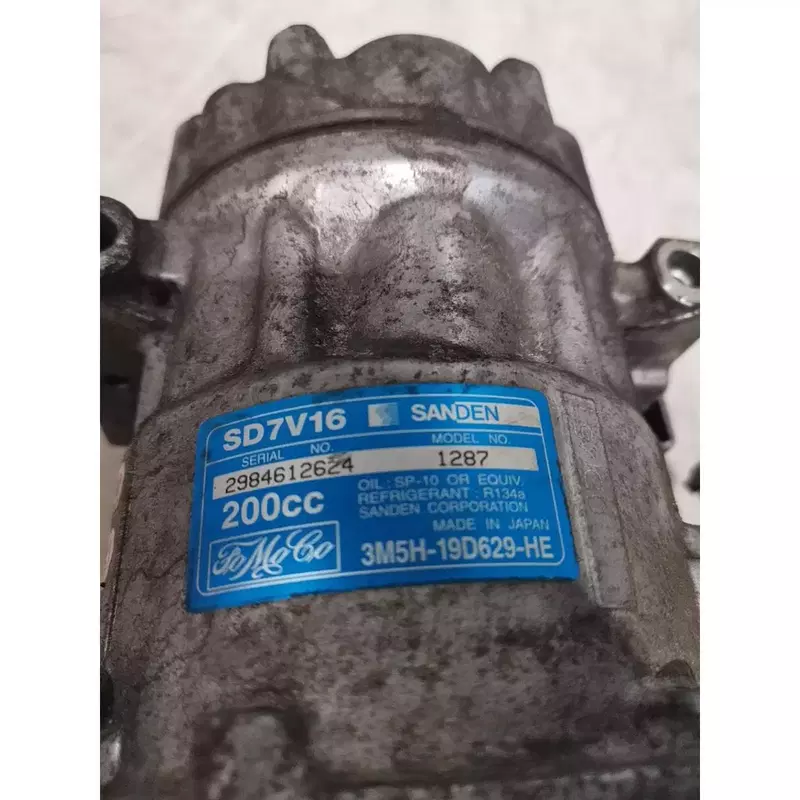 SD7V16 SANDEN
SERIAL NO. MODEL NO.
2984612624 1287
200cc OIL : SP-10 OR EQUIV.
REFRIGERANT : R134a
SANDEN CORPORATION
MADE IN JAPAN
FoMoCo 3M5H-19D629-HE